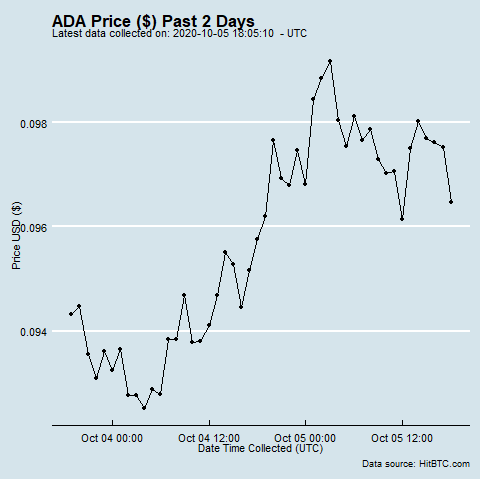 ADA Price ($) Past 2 Days
Latest data collected on: 2020-10-05 18:05:10 - UTC
0.098
0.096
0.094
Price USD ($)
Oct 04 00:00 Oct 04 12:00 Oct 05 00:00 Oct 05 12:00
Date Time Collected (UTC)
Data source: HitBTC.com